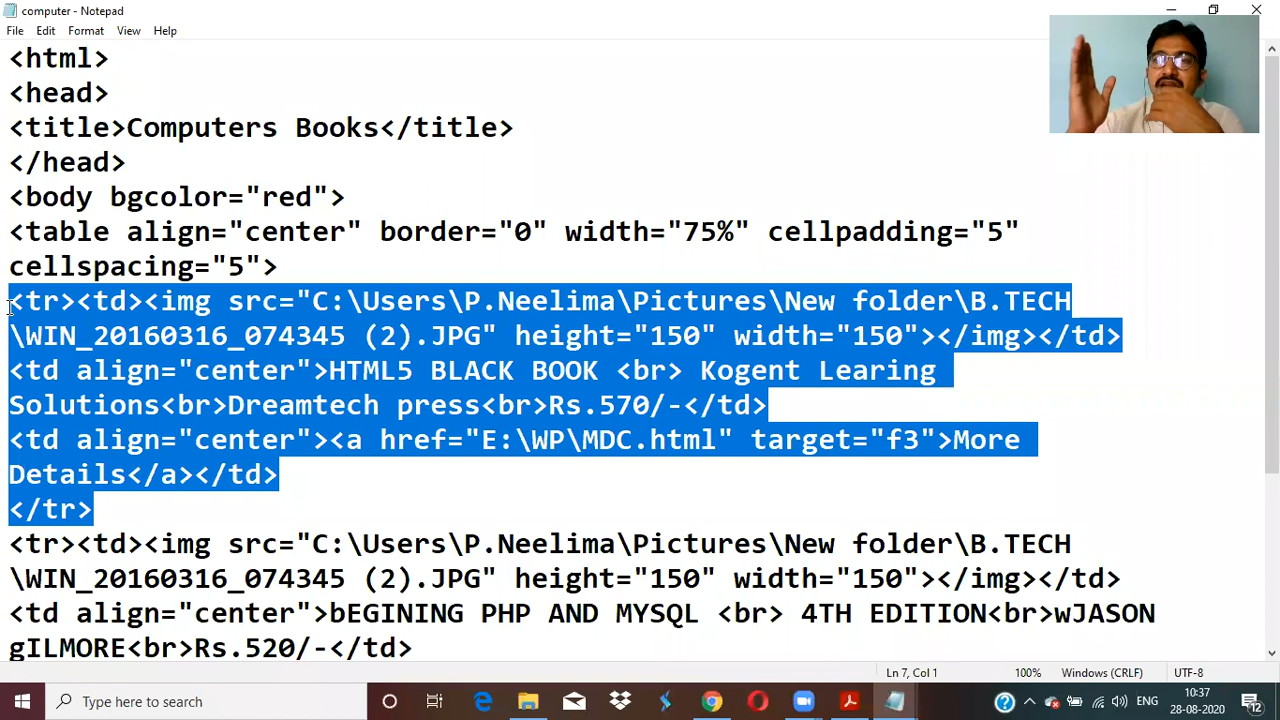 computer - Notepad
File Edit Format View Help
<html>
<head>
<title>Computers Books</title>
</head>
<body bgcolor="red">
<table align="center" border="0" width="75%" cellpadding="5"
cellspacing="5">
<tr><td><img src="C:\Users\P.Neelima\Pictures\New folder\B.TECH
\WIN_20160316_074345 (2).JPG" height="150" width="150"></img></td>
<td align="center">HTML5 BLACK BOOK <br> Kogent Learing
Solutions<br>Dreamtech press<br>Rs.570/-</td>
<td align="center"><a href="E:\WP\MDC.html" target="f3">More
Details</a></td>
</tr>
<tr><td><img src="C:\Users\P.Neelima\Pictures\New folder\B.TECH
\WIN_20160316_074345 (2).JPG" height="150" width="150"></img></td>
<td align="center">bEGINING PHP AND MYSQL <br> 4TH EDITION<br>wJASON
gILMORE<br>Rs.520/-</td>
Ln 7, Col 1 100% Windows (CRLF) UTF-8
Type here to search ENG 10:37
28-08-2020 12